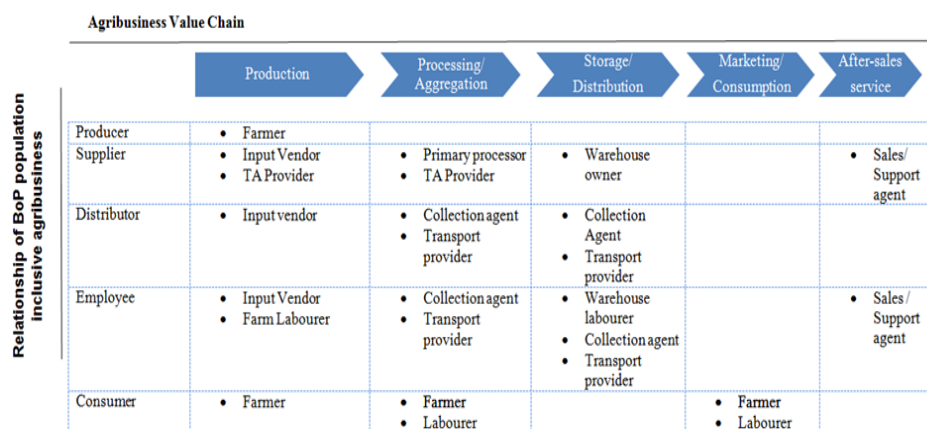 Agribusiness Value Chain
Production
Processing/
Aggregation
Storage/
Distribution
Marketing/
Consumption
After-sales
service
Relationship of BoP population
inclusive agribusiness
Producer
• Farmer
Supplier
• Input Vendor
• TA Provider
• Primary processor
• TA Provider
• Warehouse
owner
• Sales/
Support
agent
Distributor
• Input vendor
• Collection agent
• Transport
provider
• Collection
Agent
• Transport
provider
Employee
• Input Vendor
• Farm Labourer
• Collection agent
• Transport
provider
• Warehouse
labourer
• Collection agent
• Transport
provider
• Sales /
Support
agent
Consumer
• Farmer
• Farmer
• Labourer
• Farmer
• Labourer